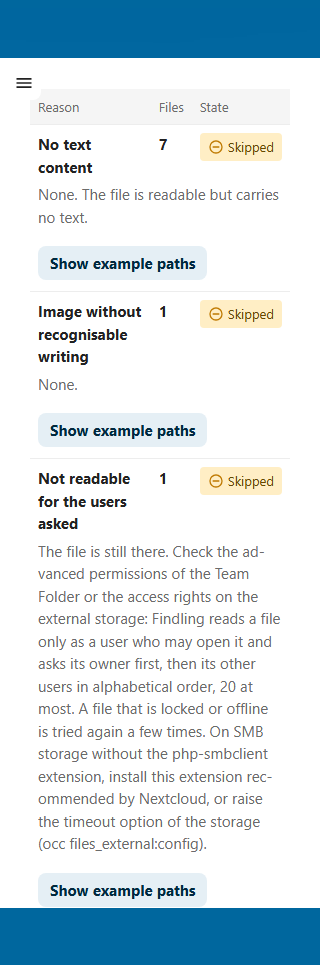 Reason Files State
No text content 7 Skipped
None. The file is readable but carries
no text.
Show example paths
Image without recognisable writing 1 Skipped
None.
Show example paths
Not readable for the users asked 1 Skipped
The file is still there. Check the ad-
vanced permissions of the Team
Folder or the access rights on the
external storage: Findling reads a file
only as a user who may open it and
asks its owner first, then its other
users in alphabetical order, 20 at
most. A file that is locked or offline
is tried again a few times. On SMB
storage without the php-smbclient
extension, install this extension rec-
ommended by Nextcloud, or raise
the timeout option of the storage
(occ files_external:config).
Show example paths